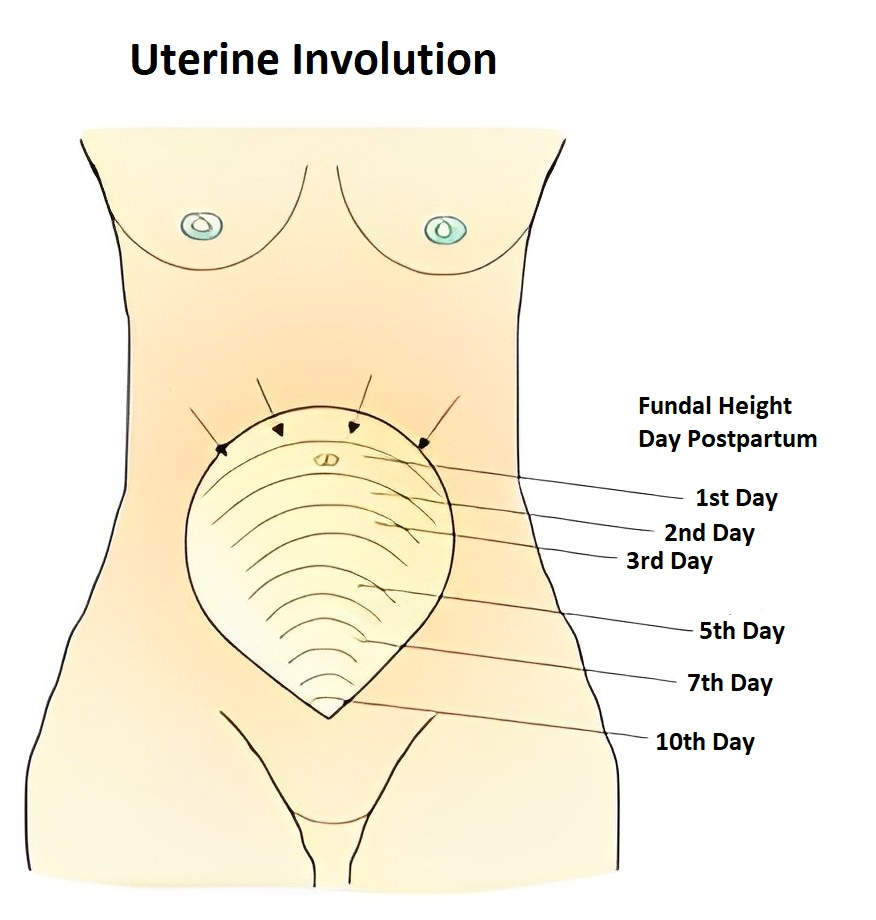 Uterine Involution
Fundal Height
Day Postpartum
1st Day
2nd Day
3rd Day
5th Day
7th Day
10th Day